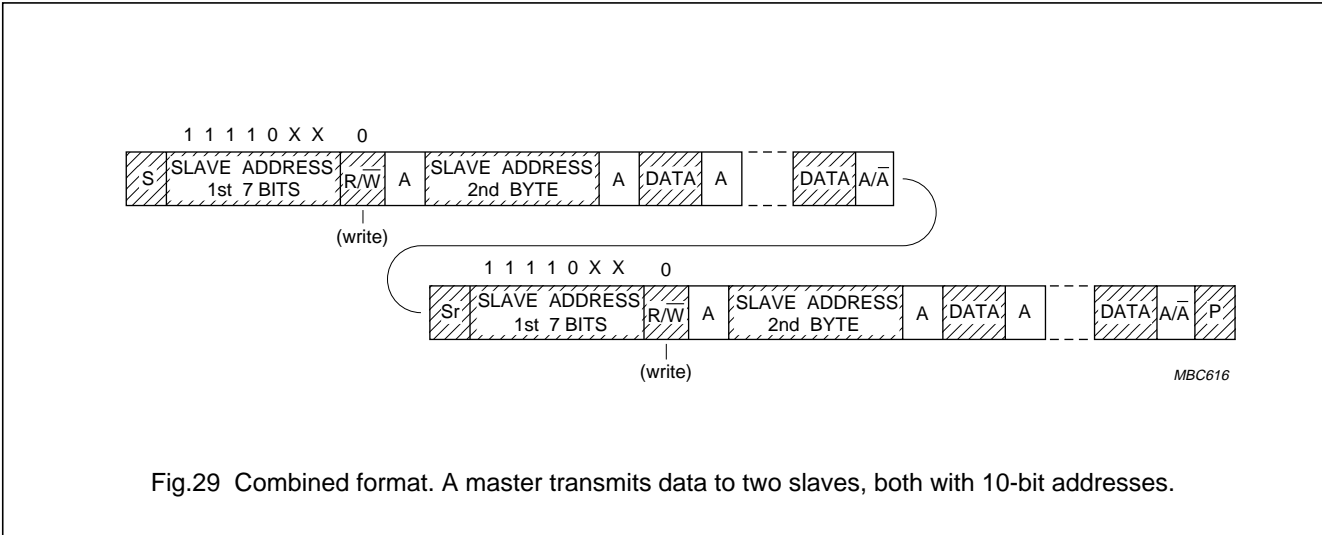 1 1 1 1 0 X X 0
S SLAVE ADDRESS 1st 7 BITS R/W̅ A SLAVE ADDRESS 2nd BYTE A DATA A DATA A/A̅
(write)
1 1 1 1 0 X X 0
Sr SLAVE ADDRESS 1st 7 BITS R/W̅ A SLAVE ADDRESS 2nd BYTE A DATA A DATA A/A̅ P
(write)
MBC616
Fig.29 Combined format. A master transmits data to two slaves, both with 10-bit addresses.